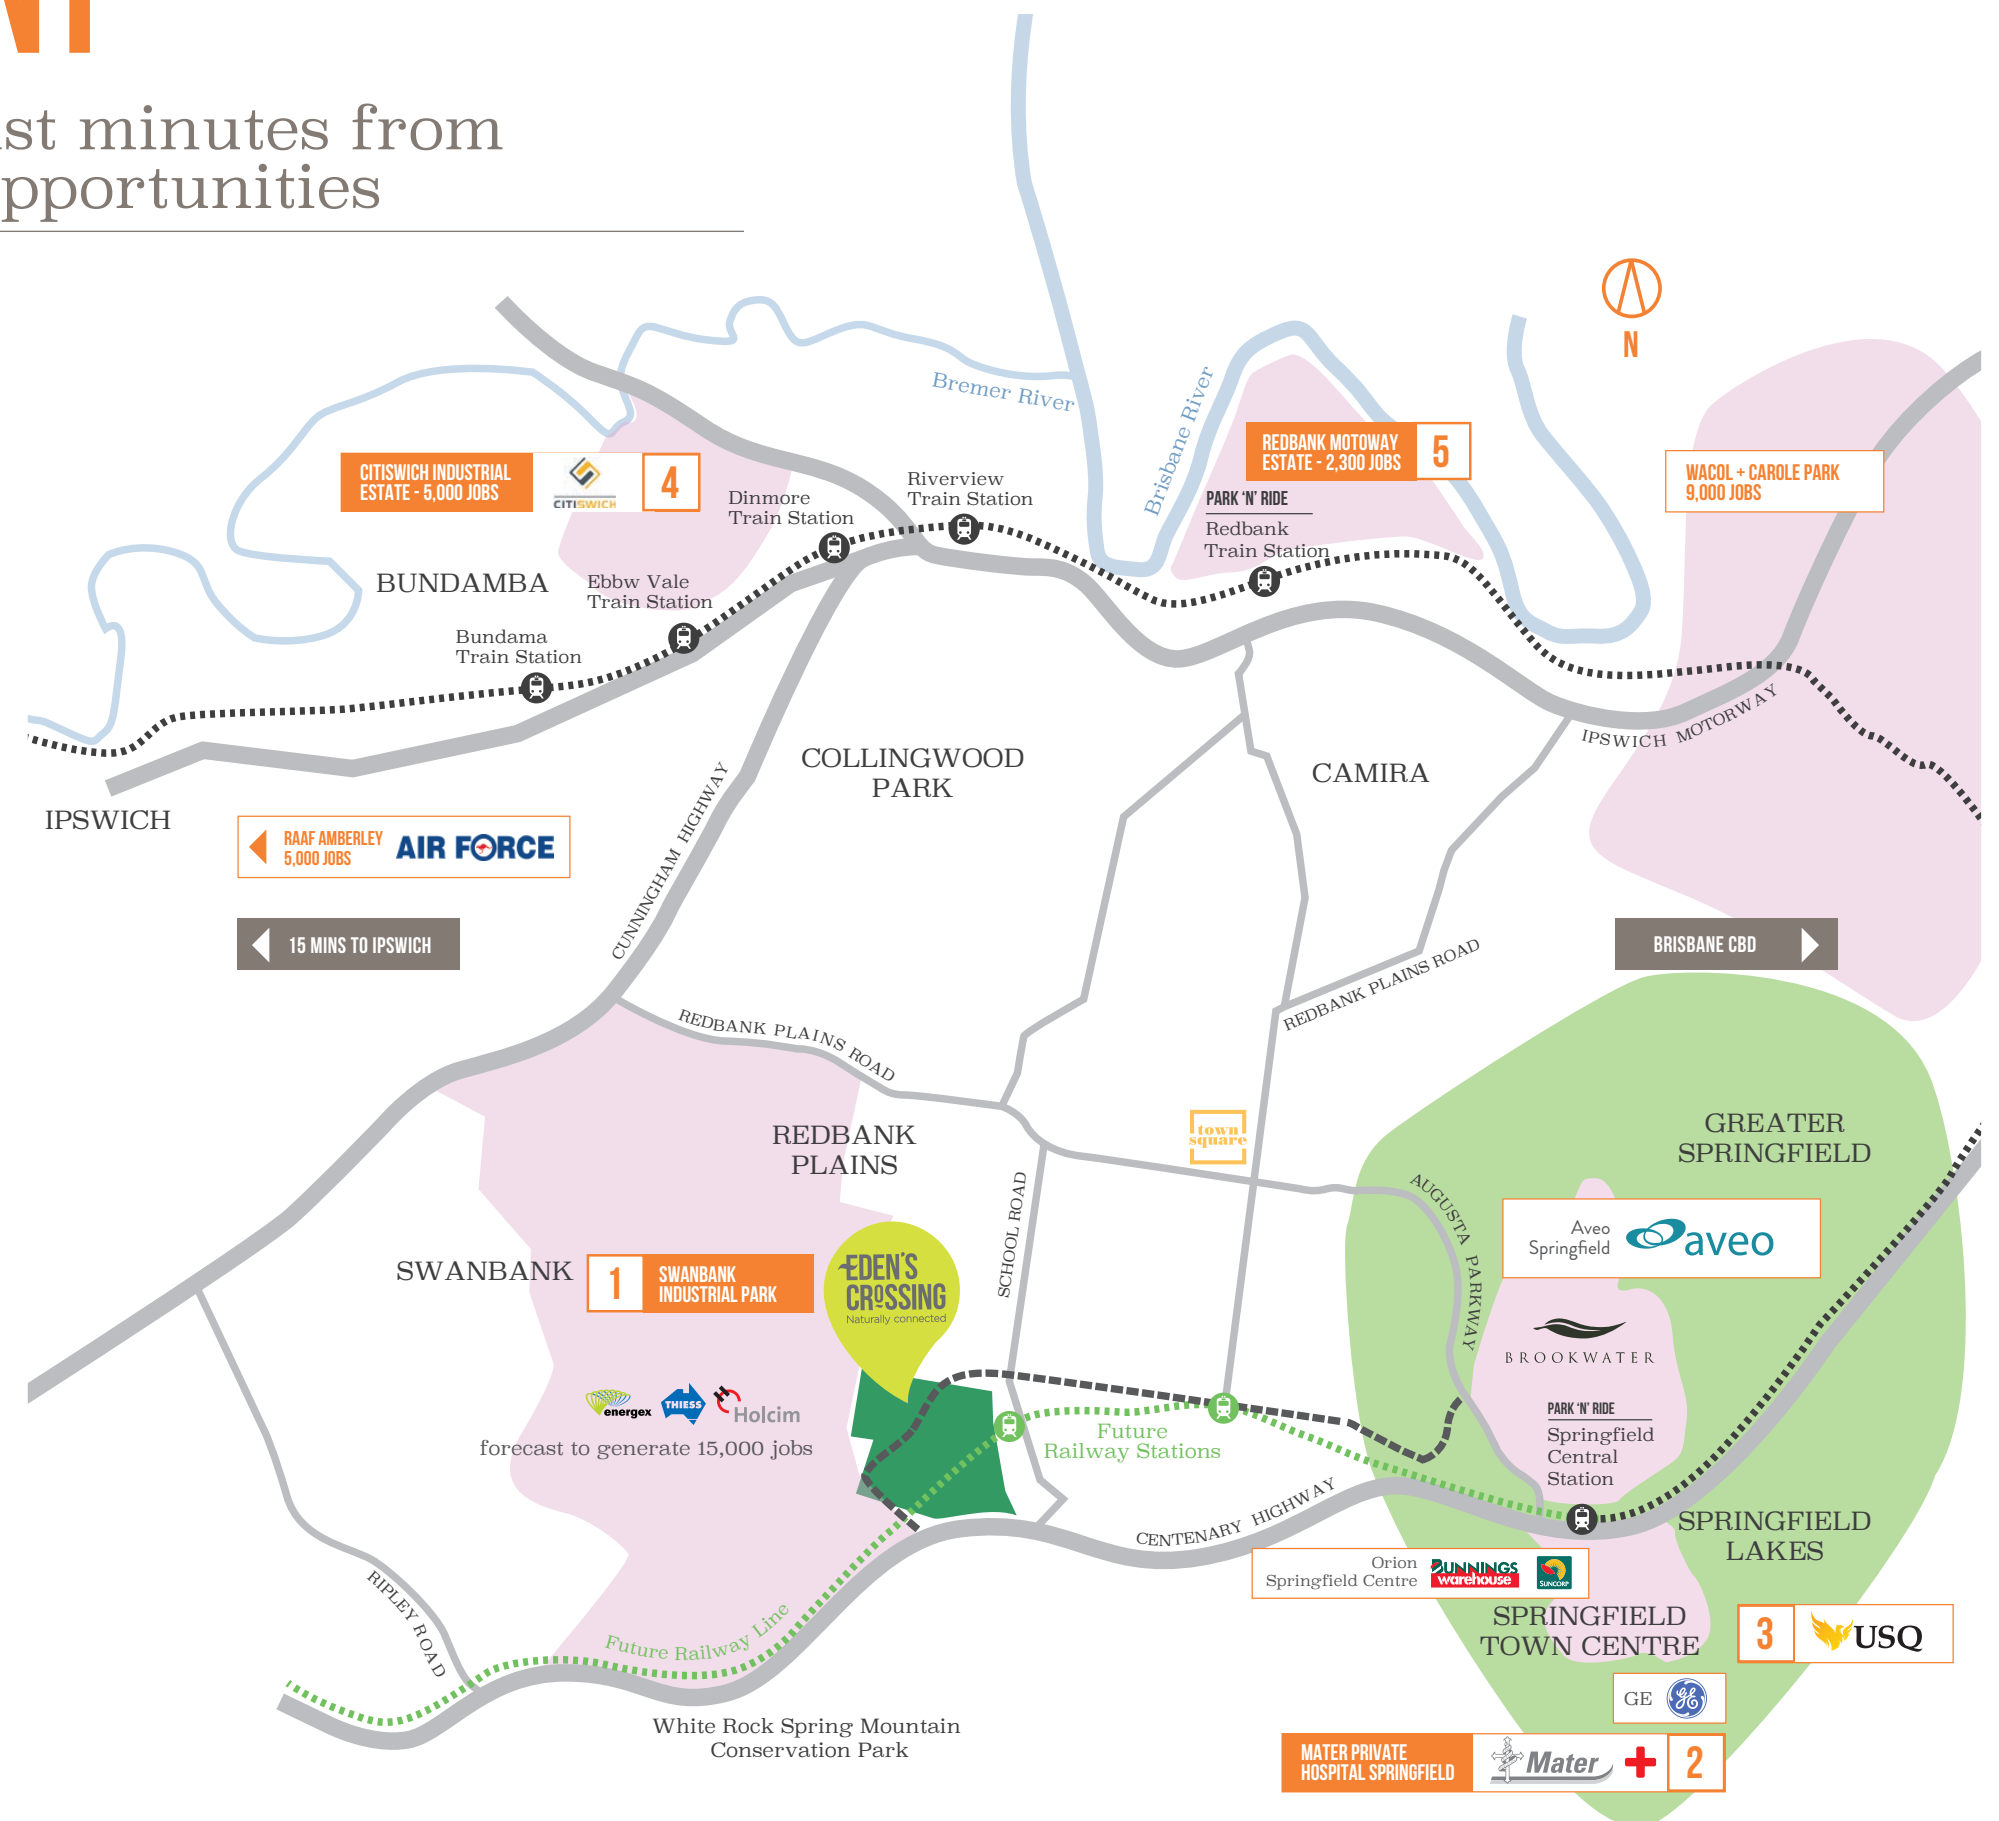 st minutes from
pportunities
N
Bremer River
Brisbane River
REDBANK MOTOWAY
ESTATE - 2,300 JOBS
5
PARK 'N' RIDE
Redbank
Train Station
WACOL + CAROLE PARK
9,000 JOBS
CITISWICH INDUSTRIAL
ESTATE - 5,000 JOBS
CITISWICH
4
Dinmore
Train Station
Riverview
Train Station
BUNDAMBA
Ebbw Vale
Train Station
Bundama
Train Station
IPSWICH MOTORWAY
COLLINGWOOD
PARK
CAMIRA
IPSWICH
RAAF AMBERLEY
5,000 JOBS
AIR FORCE
CUNNINGHAM HIGHWAY
15 MINS TO IPSWICH
BRISBANE CBD
REDBANK PLAINS ROAD
REDBANK PLAINS ROAD
REDBANK
PLAINS
town
square
GREATER
SPRINGFIELD
SCHOOL ROAD
AUGUSTA PARKWAY
Aveo
Springfield
aveo
SWANBANK
1
SWANBANK
INDUSTRIAL PARK
EDEN'S
CROSSING
Naturally connected
BROOKWATER
energex
THIESS
Holcim
forecast to generate 15,000 jobs
Future
Railway Stations
PARK 'N' RIDE
Springfield
Central
Station
CENTENARY HIGHWAY
SPRINGFIELD
LAKES
Orion
Springfield Centre
BUNNINGS
warehouse
SUNCORP
RIPLEY ROAD
Future Railway Line
SPRINGFIELD
TOWN CENTRE
3
USQ
GE
GE
White Rock Spring Mountain
Conservation Park
MATER PRIVATE
HOSPITAL SPRINGFIELD
Mater
2